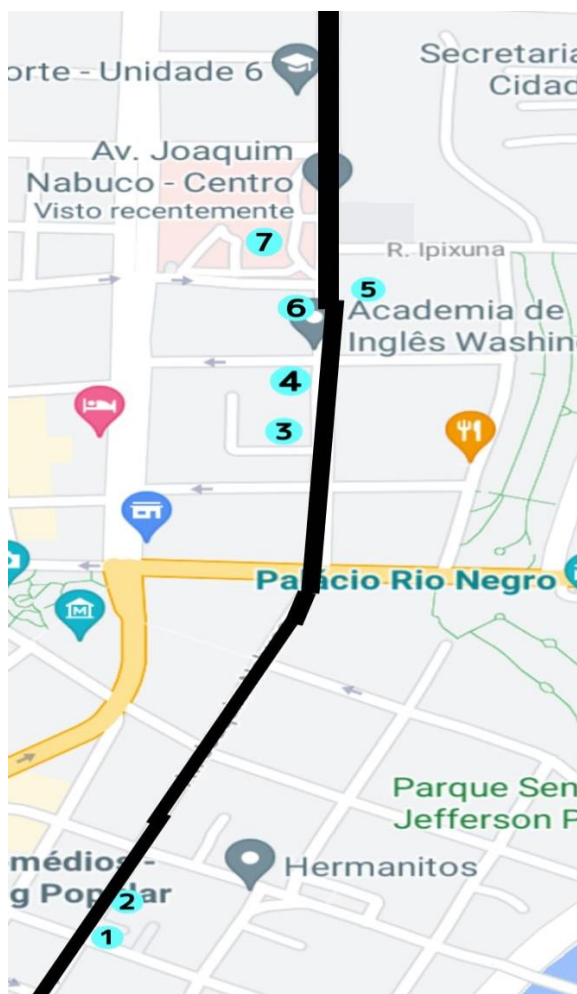 orte - Unidade 6
Secretaria
Cidad
Av. Joaquim
Nabuco - Centro
Visto recentemente
7
R. Ipixuna
5
6
Academia de
Inglês Washin
4
3
Palácio Rio Negro
Parque Sen
Jefferson P
emédios -
g Popular
Hermanitos
2
1
M